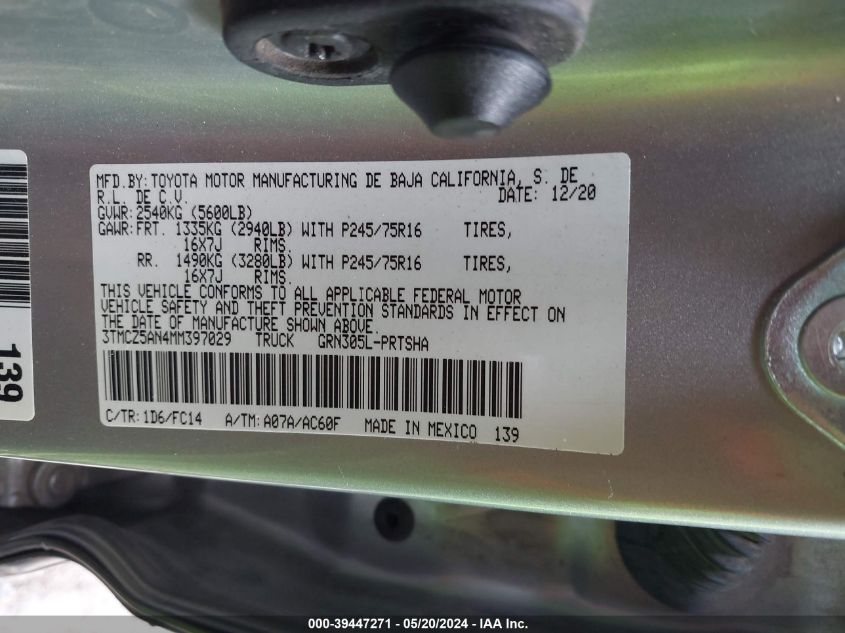 MFD.BY:TOYOTA MOTOR MANUFACTURING DE BAJA CALIFORNIA, S. DE
R.L. DE C.V. DATE: 12/20
GVWR:2540KG (5600LB)
GAWR:FRT. 1335KG (2940LB) WITH P245/75R16 TIRES,
16X7J RIMS.
RR. 1490KG (3280LB) WITH P245/75R16 TIRES,
16X7J RIMS.
THIS VEHICLE CONFORMS TO ALL APPLICABLE FEDERAL MOTOR
VEHICLE SAFETY AND THEFT PREVENTION STANDARDS IN EFFECT ON
THE DATE OF MANUFACTURE SHOWN ABOVE.
3TMCZ5AN4MM397029 TRUCK GRN305L-PRTSHA
C/TR:1D6/FC14 A/TM:A07A/AC60F MADE IN MEXICO 139
139
000-39447271 - 05/20/2024 - IAA Inc.